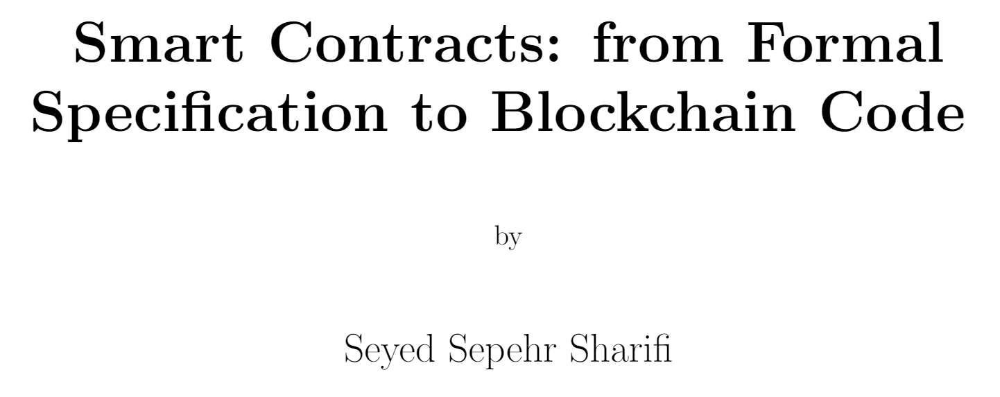 Smart Contracts: from Formal
Specification to Blockchain Code
by
Seyed Sepehr Sharifi